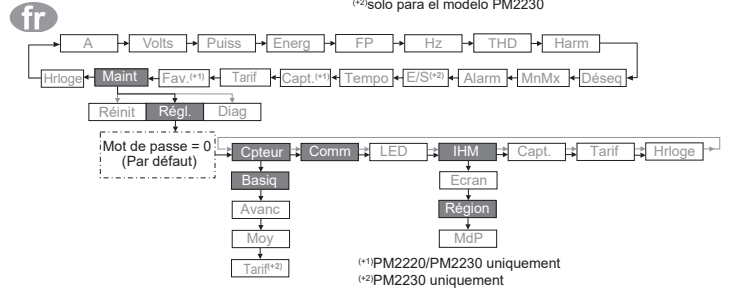 (+2)solo para el modelo PM2230
fr
A Volts Puiss Energ FP Hz THD Harm
Hrloge Maint Fav.(+1) Tarif Capt.(+1) Tempo E/S(+2) Alarm MnMx Déseq
Réinit Régl. Diag
Mot de passe = 0
(Par défaut)
Cpteur Comm LED IHM Capt. Tarif Hrloge
Basiq Ecran
Avanc Région
Moy MdP
Tarif(+2)
(+1)PM2220/PM2230 uniquement
(+2)PM2230 uniquement